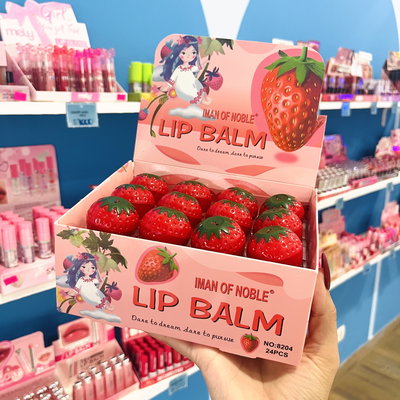 IMAN OF NOBLE®
LIP BALM
Dare to dream, dare to pursue
IMAN OF NOBLE®
LIP BALM
Dare to dream dare to pursue
NO:8204
24PCS